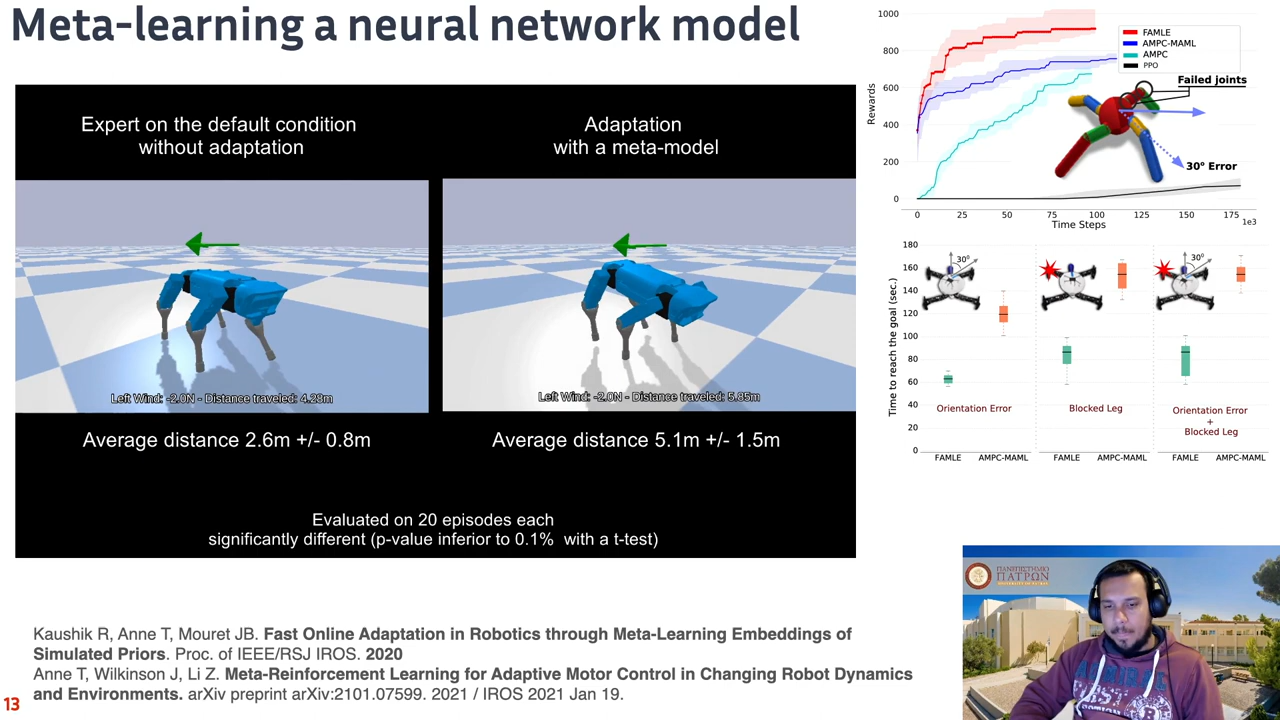 Meta-learning a neural network model
Expert on the default condition
without adaptation
Adaptation
with a meta-model
Left Wind: -2.0N - Distance traveled: 4.28m
Left Wind: -2.0N - Distance traveled: 5.85m
Average distance 2.6m +/- 0.8m
Average distance 5.1m +/- 1.5m
Evaluated on 20 episodes each
significantly different (p-value inferior to 0.1% with a t-test)
1000
800
600
400
200
0
Rewards
FAMLE
AMPC-MAML
AMPC
PPO
Failed joints
30° Error
0 25 50 75 100 125 150 175
1e3
Time Steps
180
160
140
120
100
80
60
40
20
0
Time to reach the goal (sec.)
30°
30°
Orientation Error
Blocked Leg
Orientation Error
+
Blocked Leg
FAMLE AMPC-MAML FAMLE AMPC-MAML FAMLE AMPC-MAML
Kaushik R, Anne T, Mouret JB. Fast Online Adaptation in Robotics through Meta-Learning Embeddings of
Simulated Priors. Proc. of IEEE/RSJ IROS. 2020
Anne T, Wilkinson J, Li Z. Meta-Reinforcement Learning for Adaptive Motor Control in Changing Robot Dynamics
and Environments. arXiv preprint arXiv:2101.07599. 2021 / IROS 2021 Jan 19.
13
ΠΑΝΕΠΙΣΤΗΜΙΟ
ΠΑΤΡΩΝ
UNIVERSITY OF PATRAS